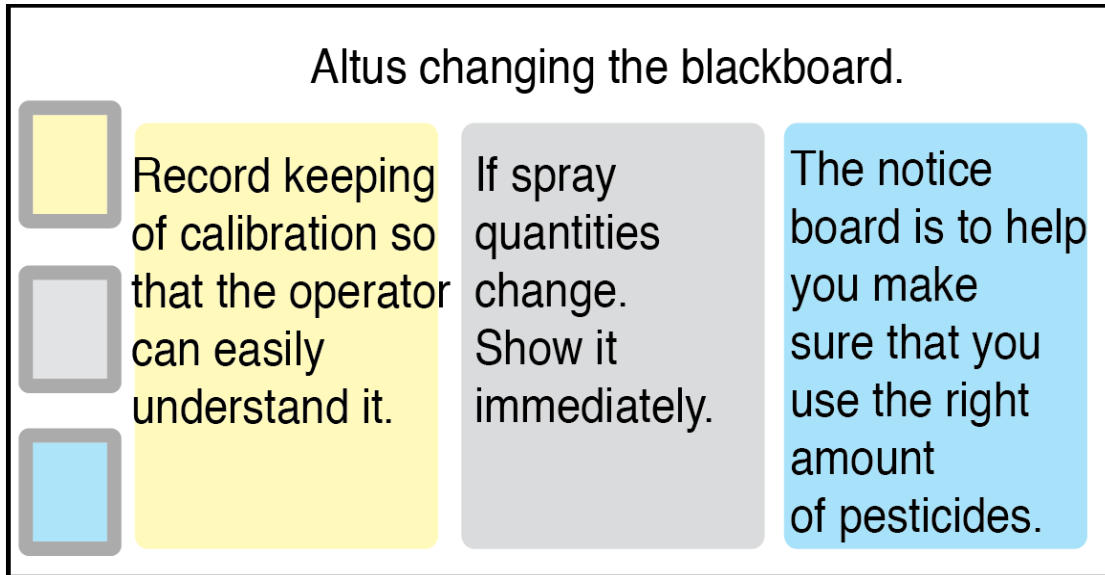 Altus changing the blackboard.
Record keeping
of calibration so
that the operator
can easily
understand it.
If spray
quantities
change.
Show it
immediately.
The notice
board is to help
you make
sure that you
use the right
amount
of pesticides.